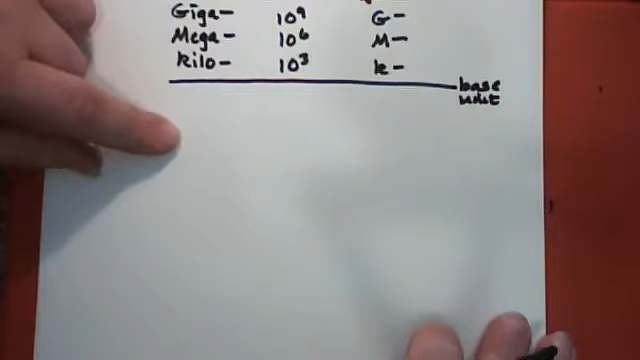 Giga- 10⁹ G-
Mega- 10⁶ M-
kilo- 10³ k-
base
unit